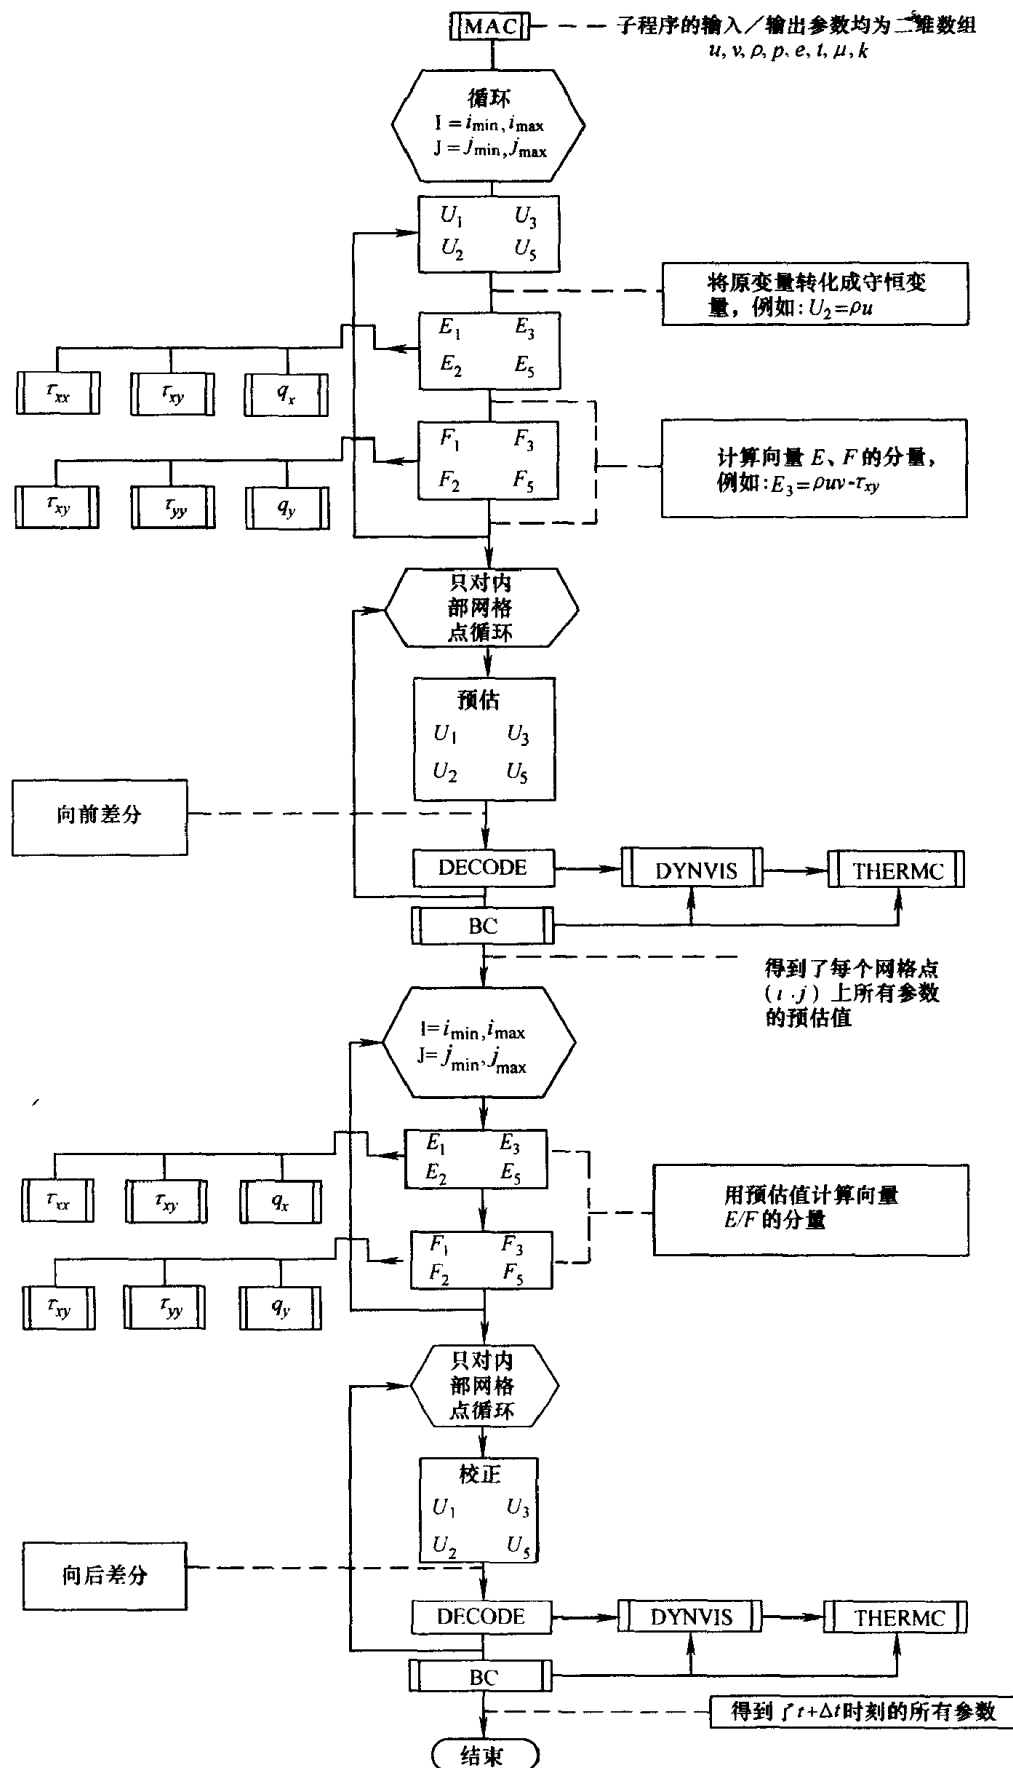 MAC
子程序的输入／输出参数均为二维数组
u, v, ρ, p, e, t, μ, k
循环
I = i_min, i_max
J = j_min, j_max
U₁ U₃
U₂ U₅
将原变量转化成守恒变
量，例如：U₂=ρu
E₁ E₃
E₂ E₅
τ_xx τ_xy q_x
F₁ F₃
F₂ F₅
τ_xy τ_yy q_y
计算向量 E、F 的分量，
例如：E₃=ρuv-τ_xy
只对内
部网格
点循环
预估
U₁ U₃
U₂ U₅
向前差分
DECODE
DYNVIS
THERMC
BC
得到了每个网格点
(ι·j) 上所有参数
的预估值
I=i_min, i_max
J=j_min, j_max
E₁ E₃
E₂ E₅
τ_xx τ_xy q_x
用预估值计算向量
E/F 的分量
F₁ F₃
F₂ F₅
τ_xy τ_yy q_y
只对内
部网格
点循环
校正
U₁ U₃
U₂ U₅
向后差分
DECODE
DYNVIS
THERMC
BC
得到了t+Δt时刻的所有参数
结束